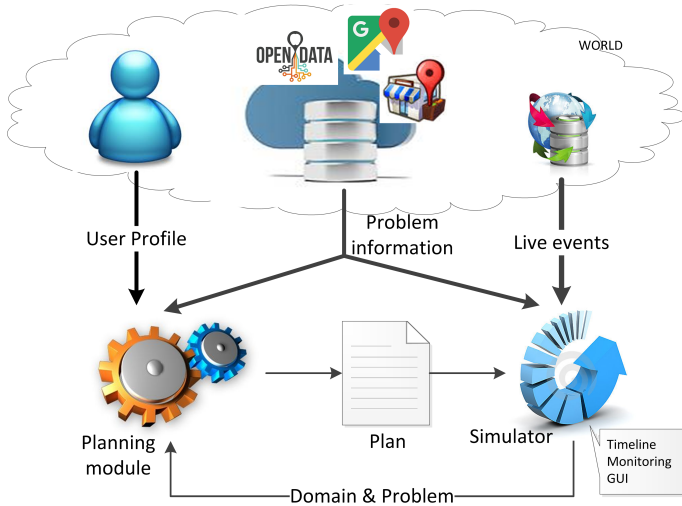 WORLD
OPEN DATA
G
User Profile
Problem
information
Live events
Planning
module
Plan
Simulator
Timeline
Monitoring
GUI
Domain & Problem